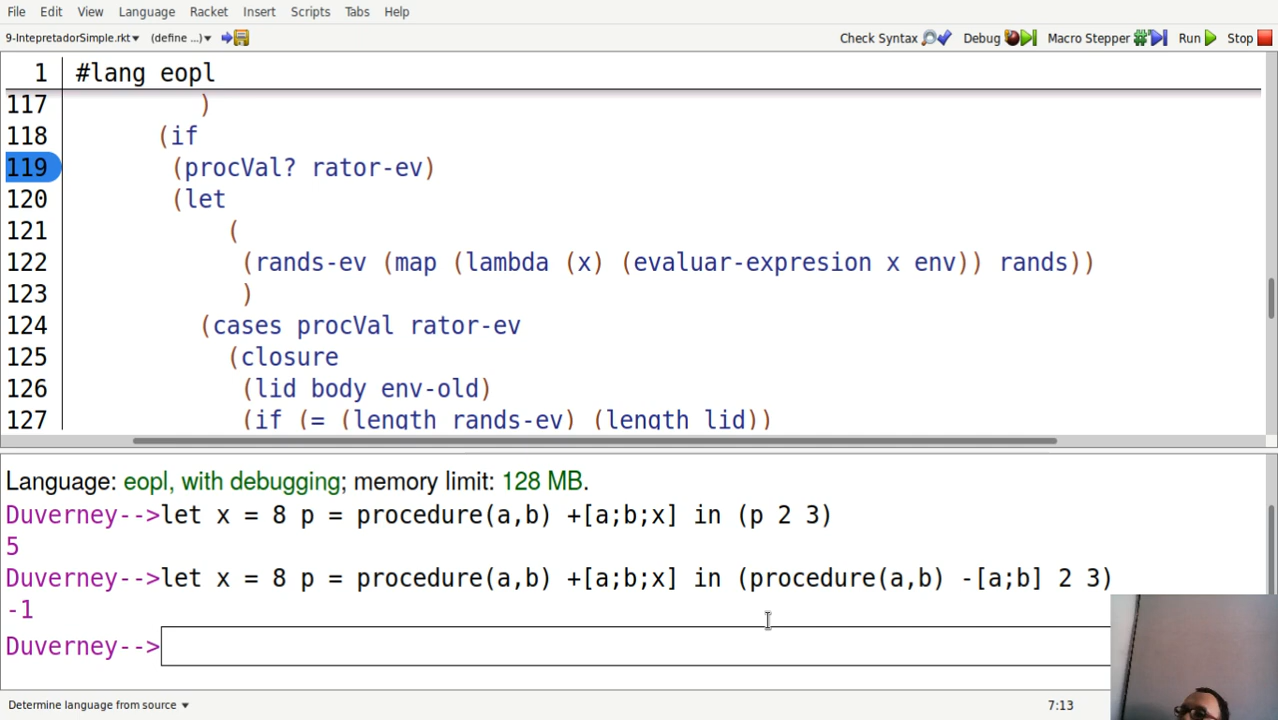 File Edit View Language Racket Insert Scripts Tabs Help
9-IntepretadorSimple.rkt (define ...) Check Syntax Debug Macro Stepper Run Stop
1 #lang eopl
117 )
118 (if
119 (procVal? rator-ev)
120 (let
121 (
122 (rands-ev (map (lambda (x) (evaluar-expresion x env)) rands))
123 )
124 (cases procVal rator-ev
125 (closure
126 (lid body env-old)
127 (if (= (length rands-ev) (length lid))
Language: eopl, with debugging; memory limit: 128 MB.
Duverney-->let x = 8 p = procedure(a,b) +[a;b;x] in (p 2 3)
5
Duverney-->let x = 8 p = procedure(a,b) +[a;b;x] in (procedure(a,b) -[a;b] 2 3)
-1
Duverney-->
Determine language from source 7:13